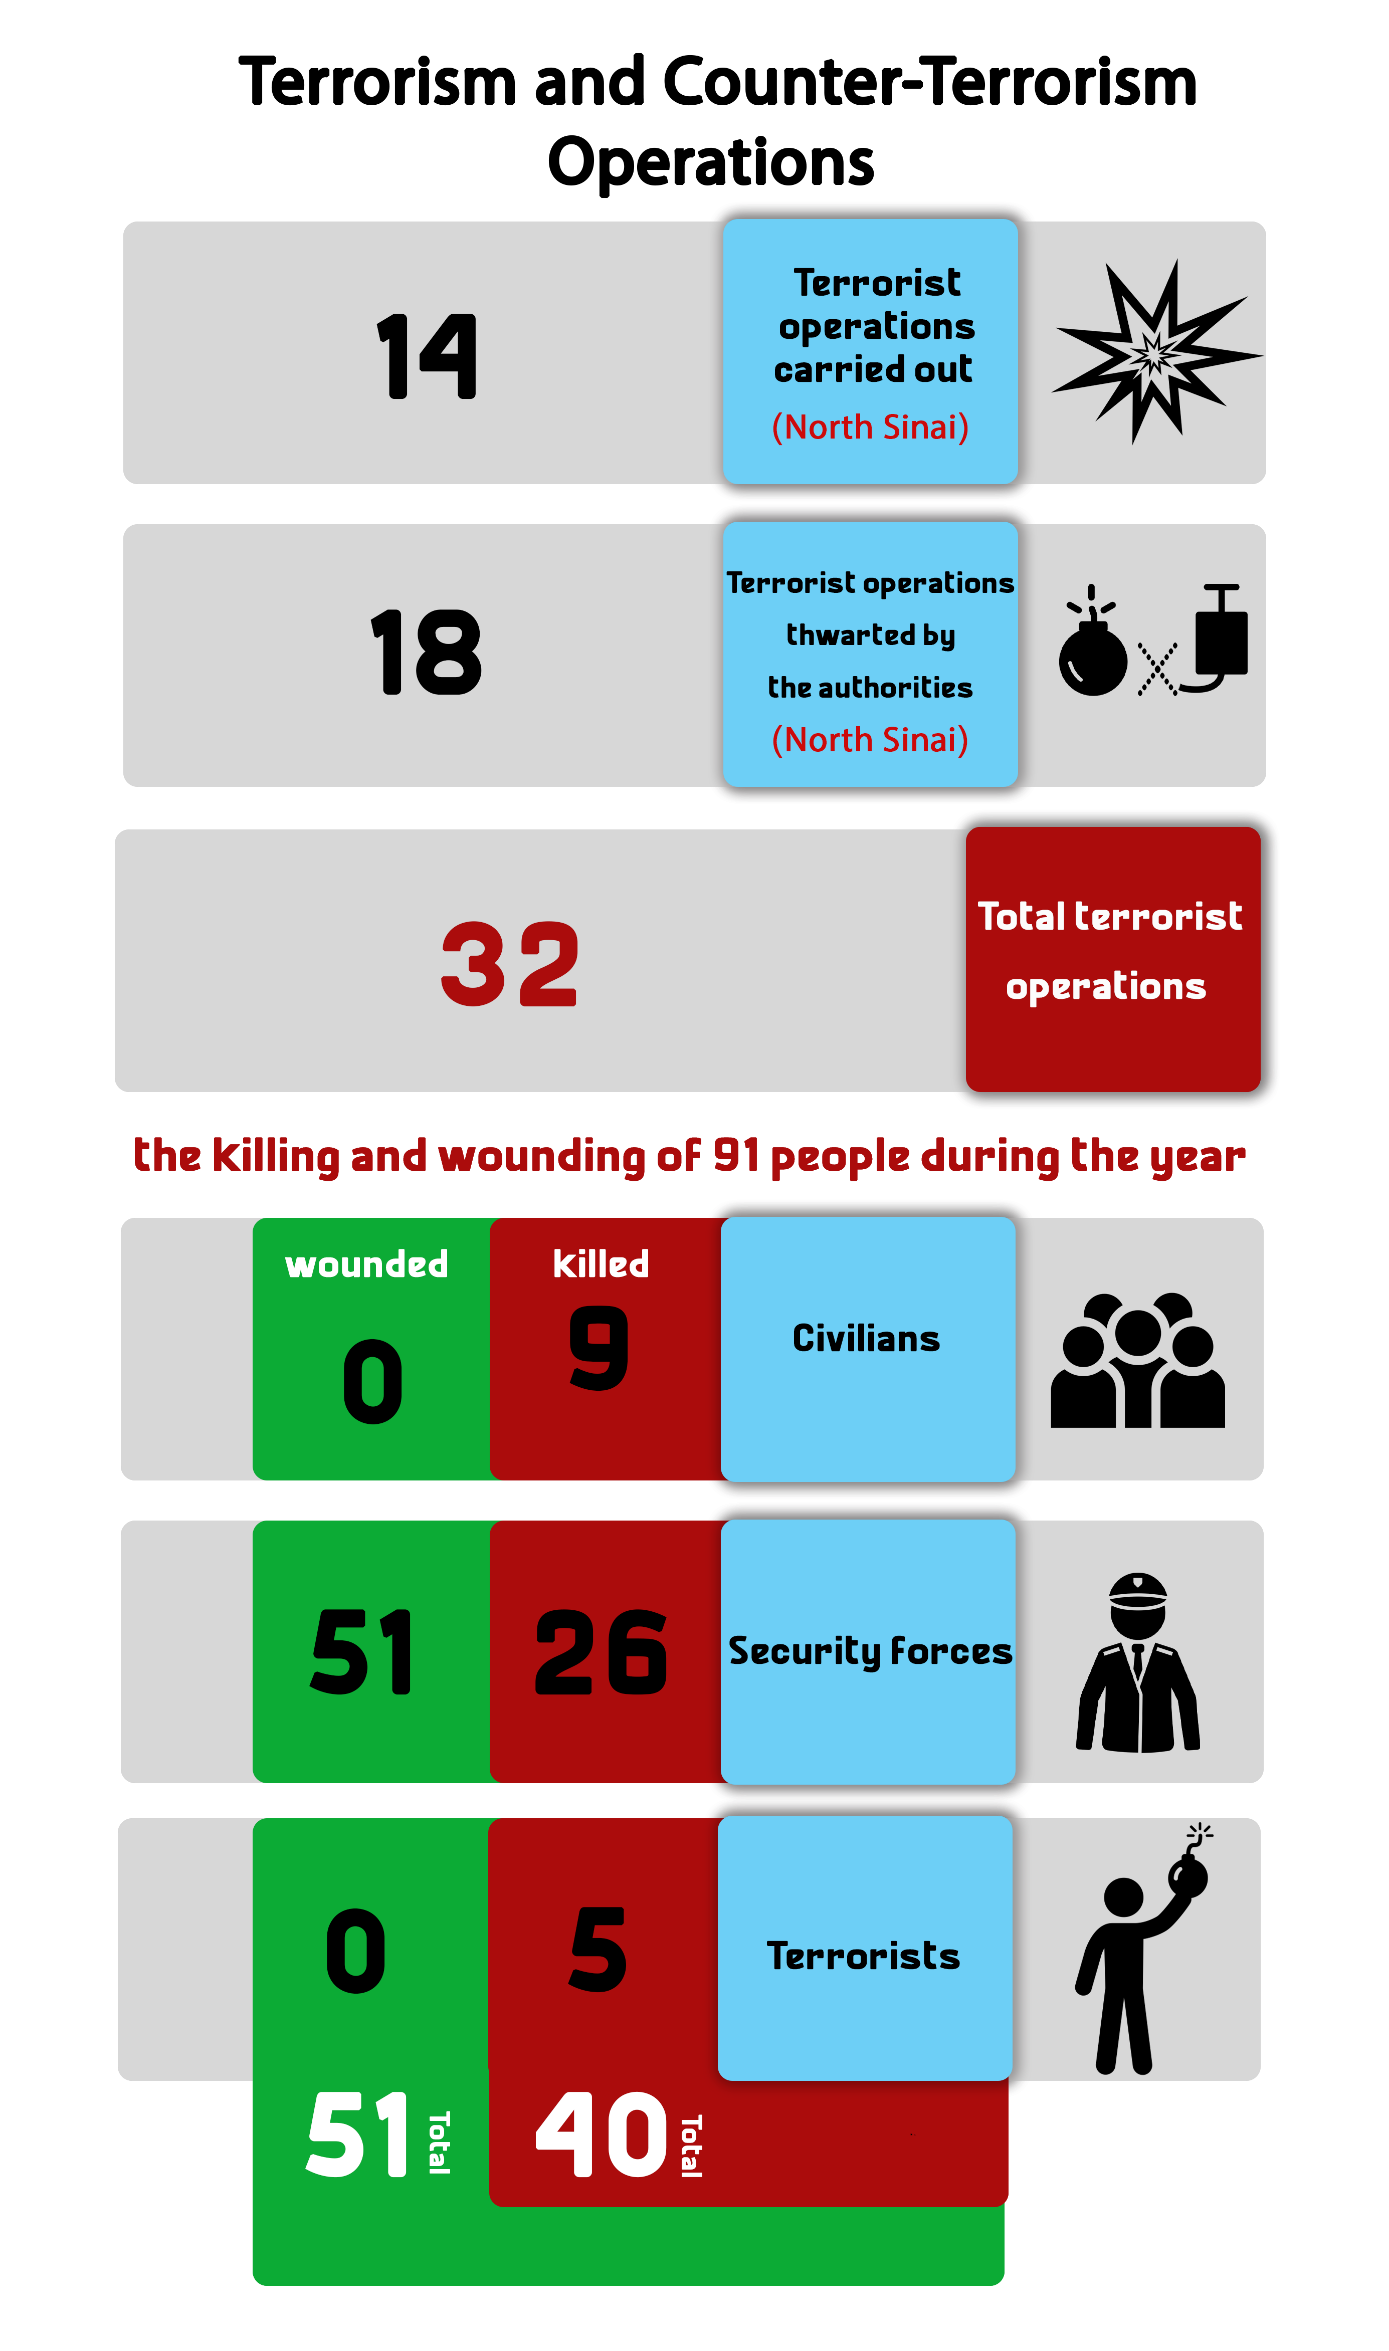 Terrorism and Counter-Terrorism
Operations
14
Terrorist
operations
carried out
(North Sinai)
18
Terrorist operations
thwarted by
the authorities
(North Sinai)
32
Total terrorist
operations
the killing and wounding of 91 people during the year
wounded
killed
0
9
Civilians
51
26
Security forces
0
5
Terrorists
51
Total
40
Total